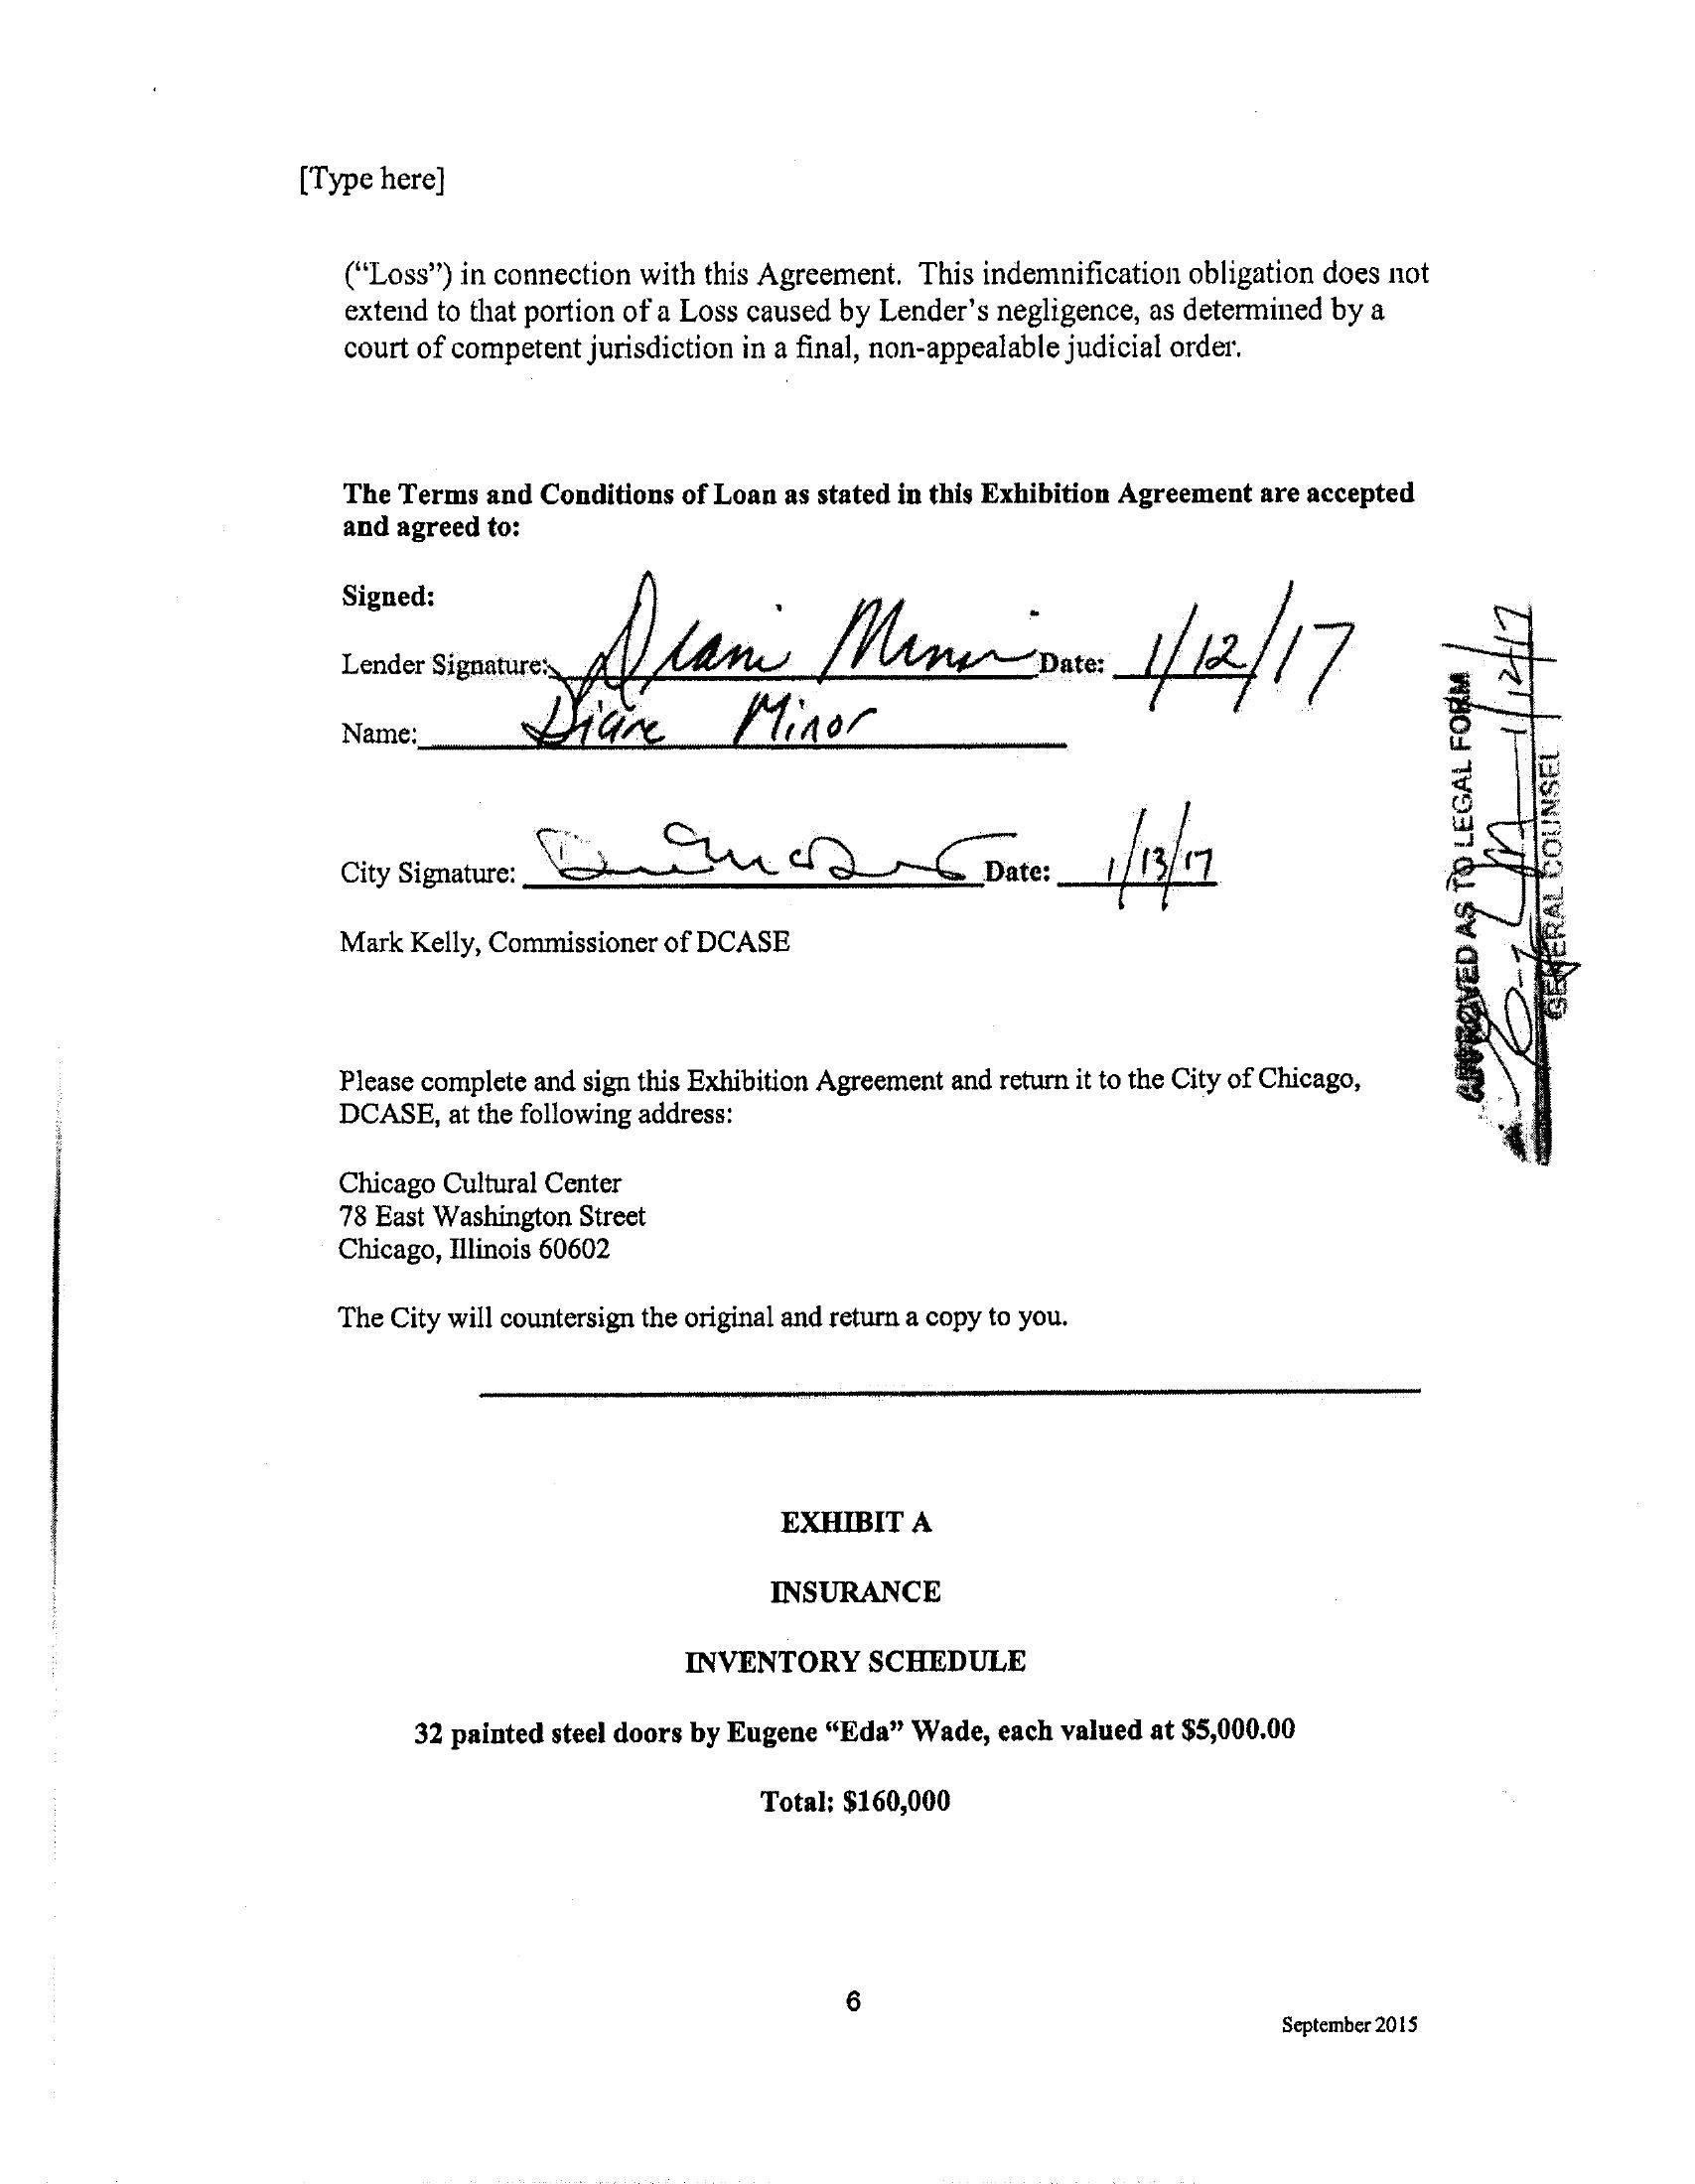 [Type here]
("Loss") in connection with this Agreement. This indemnification obligation does not
extend to that portion of a Loss caused by Lender's negligence, as determined by a
court of competent jurisdiction in a final, non-appealable judicial order.
The Terms and Conditions of Loan as stated in this Exhibition Agreement are accepted
and agreed to:
Signed:
Lender Signature: Diane Minor Date: 1/12/17
Name: Diane Minor
City Signature: Date: 1/13/17
Mark Kelly, Commissioner of DCASE
APPROVED AS TO LEGAL FORM
1/12/17
GENERAL COUNSEL
Please complete and sign this Exhibition Agreement and return it to the City of Chicago,
DCASE, at the following address:
Chicago Cultural Center
78 East Washington Street
Chicago, Illinois 60602
The City will countersign the original and return a copy to you.
EXHIBIT A
INSURANCE
INVENTORY SCHEDULE
32 painted steel doors by Eugene “Eda” Wade, each valued at $5,000.00
Total: $160,000
6
September 2015